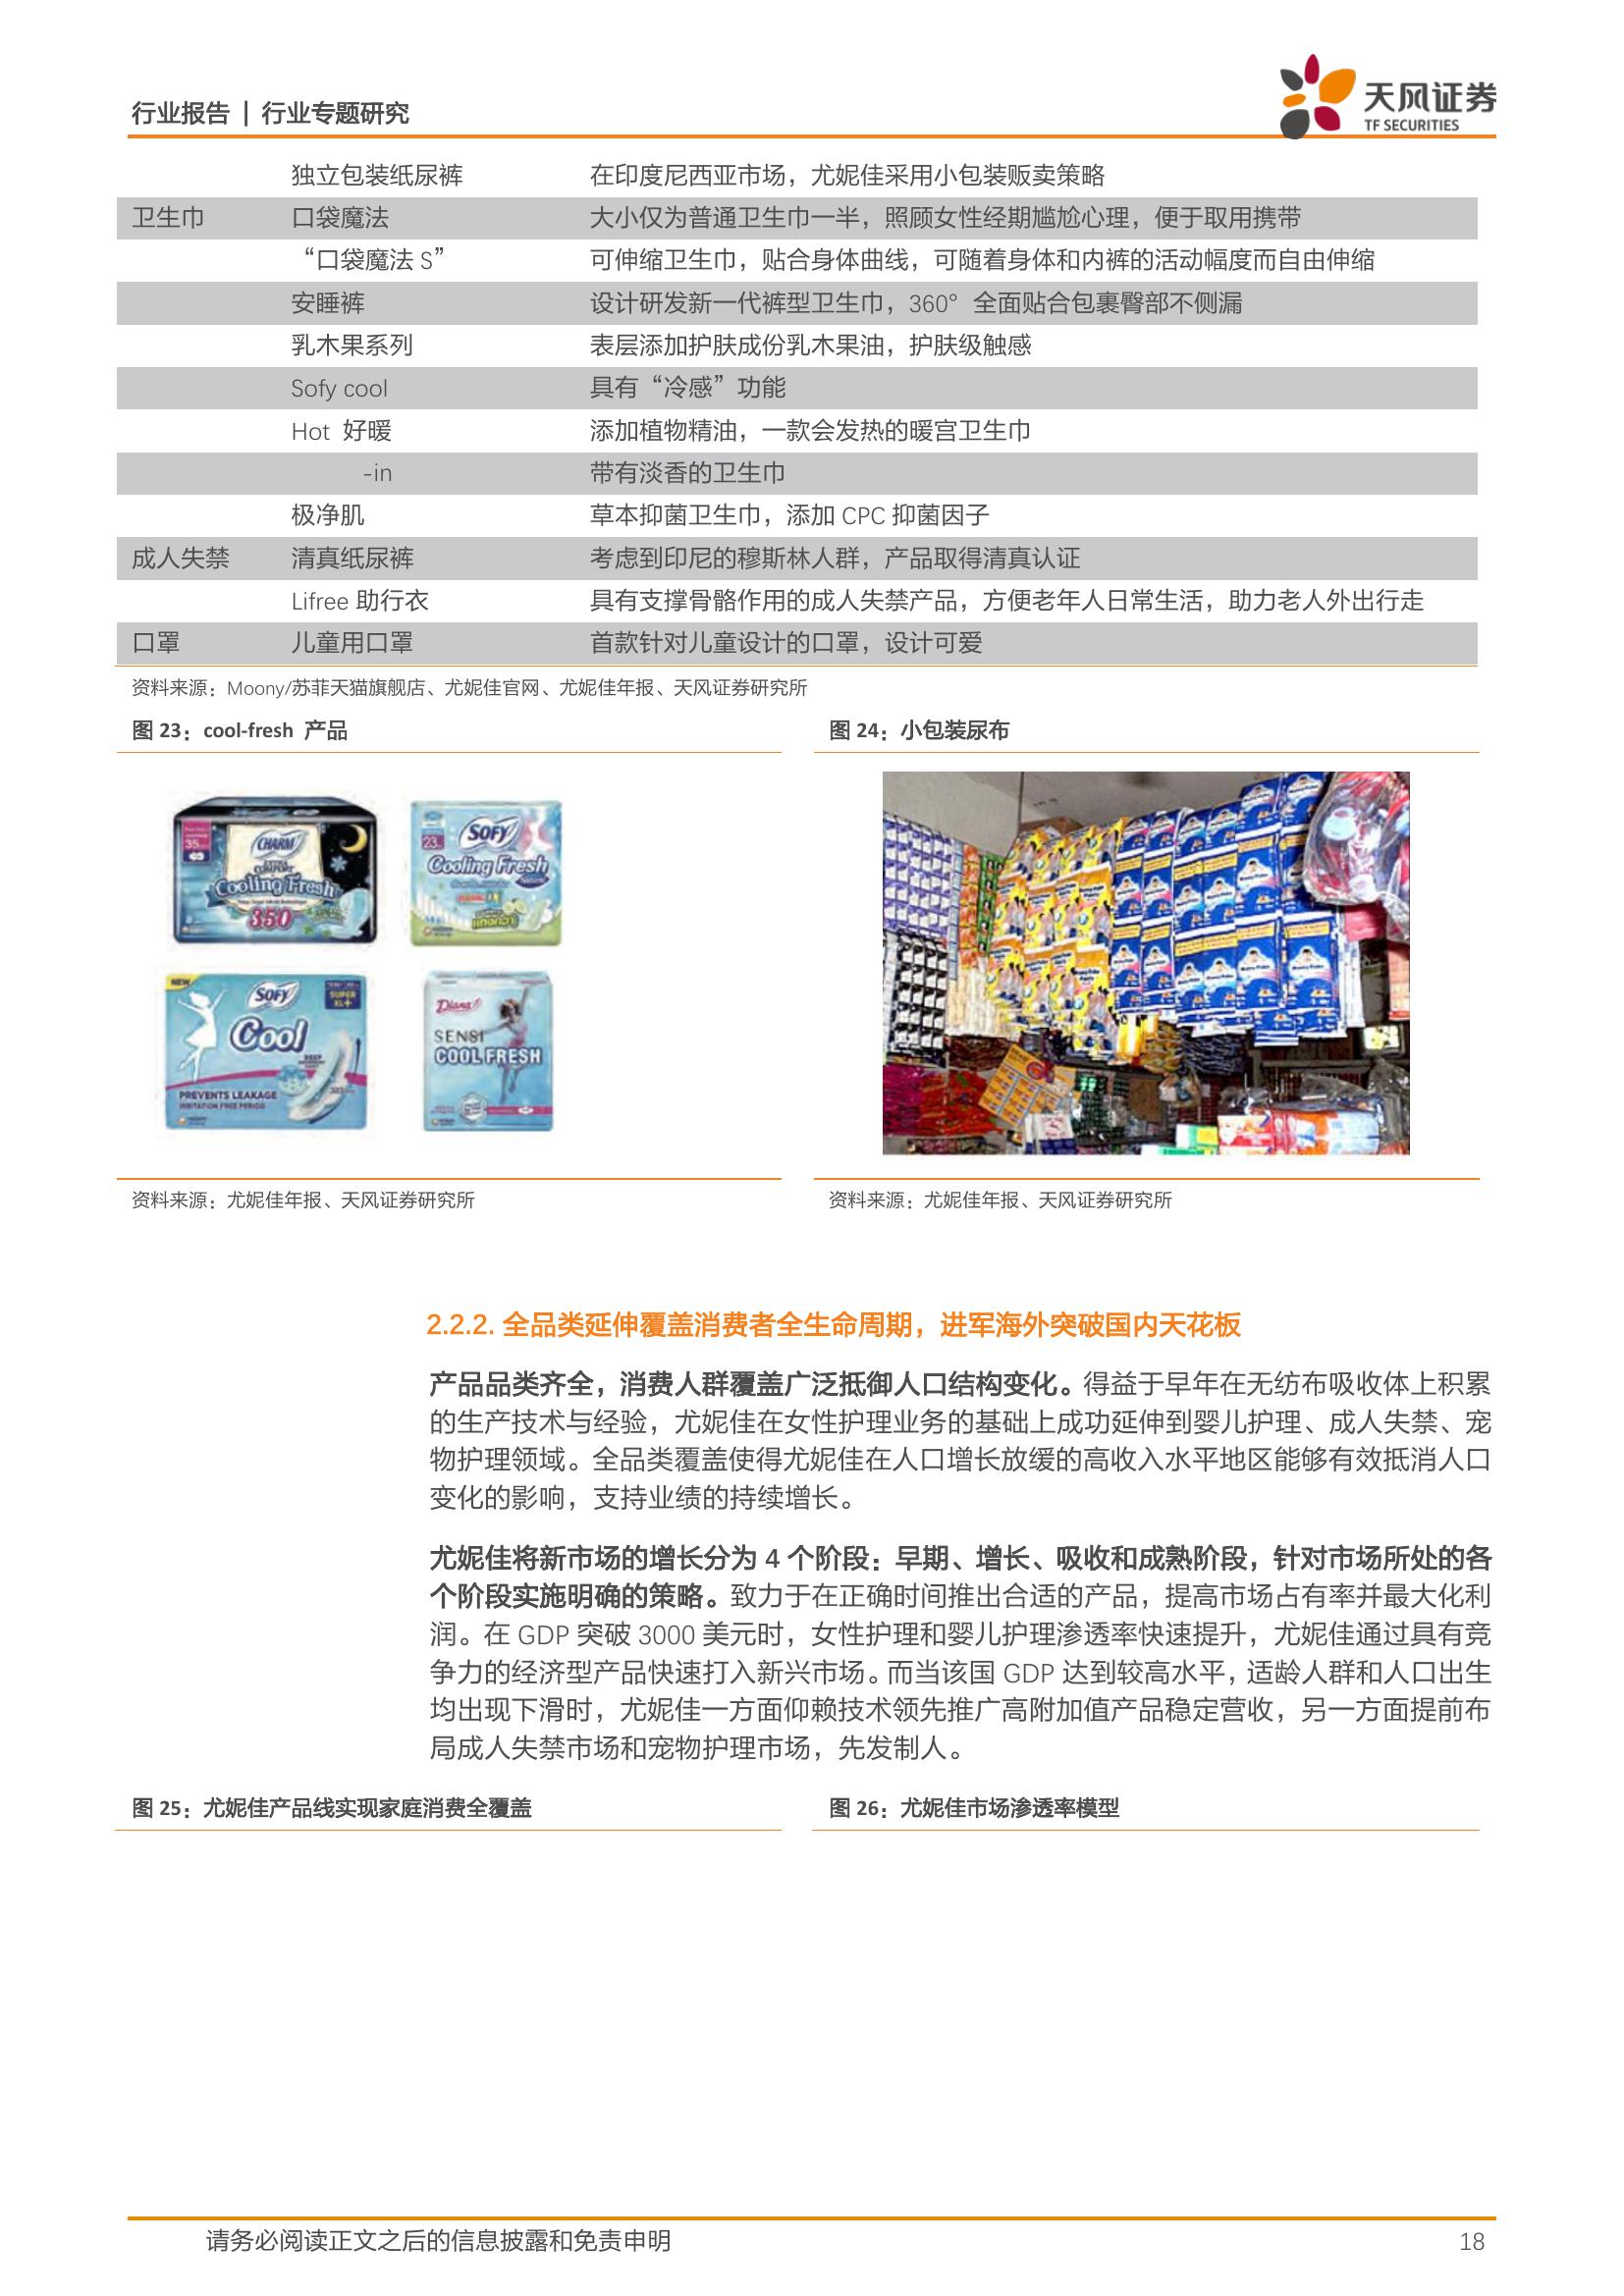 行业报告 | 行业专题研究
天风证券
TF SECURITIES
独立包装纸尿裤 在印度尼西亚市场，尤妮佳采用小包装贩卖策略
卫生巾 口袋魔法 大小仅为普通卫生巾一半，照顾女性经期尴尬心理，便于取用携带
“口袋魔法 S” 可伸缩卫生巾，贴合身体曲线，可随着身体和内裤的活动幅度而自由伸缩
安睡裤 设计研发新一代裤型卫生巾，360° 全面贴合包裹臀部不侧漏
乳木果系列 表层添加护肤成份乳木果油，护肤级触感
Sofy cool 具有“冷感”功能
Hot 好暖 添加植物精油，一款会发热的暖宫卫生巾
-in 带有淡香的卫生巾
极净肌 草本抑菌卫生巾，添加 CPC 抑菌因子
成人失禁 清真纸尿裤 考虑到印尼的穆斯林人群，产品取得清真认证
Lifree 助行衣 具有支撑骨骼作用的成人失禁产品，方便老年人日常生活，助力老人外出行走
口罩 儿童用口罩 首款针对儿童设计的口罩，设计可爱
资料来源：Moony/苏菲天猫旗舰店、尤妮佳官网、尤妮佳年报、天风证券研究所
图 23：cool-fresh 产品
图 24：小包装尿布
CHARM
Cooling Fresh
350
35
SOFY
23
Cooling Fresh
NEW
SOFY
SUPER
XL+
Cool
PREVENTS LEAKAGE
IRRITATION FREE PERIOD
Diana
SENSI
COOL FRESH
资料来源：尤妮佳年报、天风证券研究所
资料来源：尤妮佳年报、天风证券研究所
2.2.2. 全品类延伸覆盖消费者全生命周期，进军海外突破国内天花板
产品品类齐全，消费人群覆盖广泛抵御人口结构变化。得益于早年在无纺布吸收体上积累
的生产技术与经验，尤妮佳在女性护理业务的基础上成功延伸到婴儿护理、成人失禁、宠
物护理领域。全品类覆盖使得尤妮佳在人口增长放缓的高收入水平地区能够有效抵消人口
变化的影响，支持业绩的持续增长。
尤妮佳将新市场的增长分为 4 个阶段：早期、增长、吸收和成熟阶段，针对市场所处的各
个阶段实施明确的策略。致力于在正确时间推出合适的产品，提高市场占有率并最大化利
润。在 GDP 突破 3000 美元时，女性护理和婴儿护理渗透率快速提升，尤妮佳通过具有竞
争力的经济型产品快速打入新兴市场。而当该国 GDP 达到较高水平，适龄人群和人口出生
均出现下滑时，尤妮佳一方面仰赖技术领先推广高附加值产品稳定营收，另一方面提前布
局成人失禁市场和宠物护理市场，先发制人。
图 25：尤妮佳产品线实现家庭消费全覆盖
图 26：尤妮佳市场渗透率模型
请务必阅读正文之后的信息披露和免责申明
18